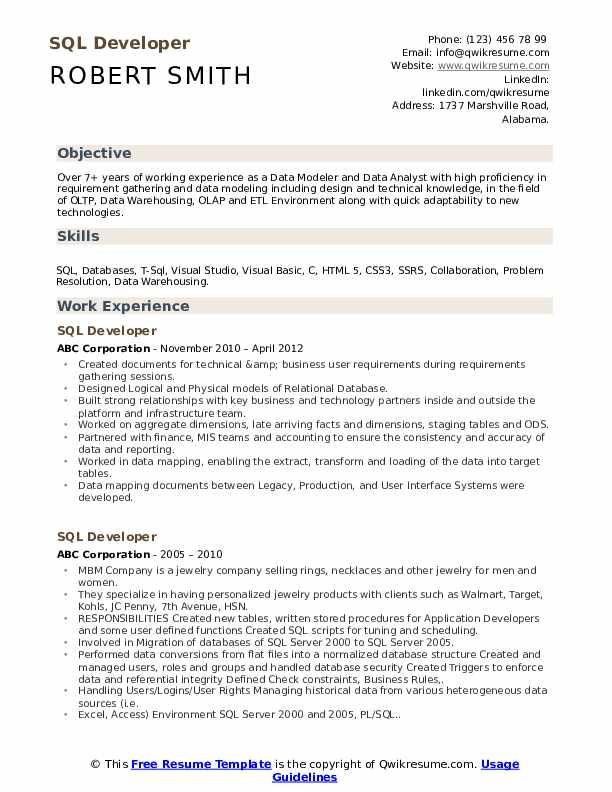 SQL Developer
ROBERT SMITH
Phone: (123) 456 78 99
Email: info@qwikresume.com
Website: www.qwikresume.com
LinkedIn:
linkedin.com/qwikresume
Address: 1737 Marshville Road,
Alabama.
Objective
Over 7+ years of working experience as a Data Modeler and Data Analyst with high proficiency in
requirement gathering and data modeling including design and technical knowledge, in the field
of OLTP, Data Warehousing, OLAP and ETL Environment along with quick adaptability to new
technologies.
Skills
SQL, Databases, T-Sql, Visual Studio, Visual Basic, C, HTML 5, CSS3, SSRS, Collaboration, Problem
Resolution, Data Warehousing.
Work Experience
SQL Developer
ABC Corporation - November 2010 – April 2012
• Created documents for technical &amp; business user requirements during requirements
gathering sessions.
• Designed Logical and Physical models of Relational Database.
• Built strong relationships with key business and technology partners inside and outside the
platform and infrastructure team.
• Worked on aggregate dimensions, late arriving facts and dimensions, staging tables and ODS.
• Partnered with finance, MIS teams and accounting to ensure the consistency and accuracy of
data and reporting.
• Worked in data mapping, enabling the extract, transform and loading of the data into target
tables.
• Data mapping documents between Legacy, Production, and User Interface Systems were
developed.
SQL Developer
ABC Corporation - 2005 – 2010
• MBM Company is a jewelry company selling rings, necklaces and other jewelry for men and
women.
• They specialize in having personalized jewelry products with clients such as Walmart, Target,
Kohls, JC Penny, 7th Avenue, HSN.
• RESPONSIBILITIES Created new tables, written stored procedures for Application Developers
and some user defined functions Created SQL scripts for tuning and scheduling.
• Involved in Migration of databases of SQL Server 2000 to SQL Server 2005.
• Performed data conversions from flat files into a normalized database structure Created and
managed users, roles and groups and handled database security Created Triggers to enforce
data and referential integrity Defined Check constraints, Business Rules,.
• Handling Users/Logins/User Rights Managing historical data from various heterogeneous data
sources (i.e.
• Excel, Access) Environment SQL Server 2000 and 2005, PL/SQL..
© This Free Resume Template is the copyright of Qwikresume.com. Usage
Guidelines